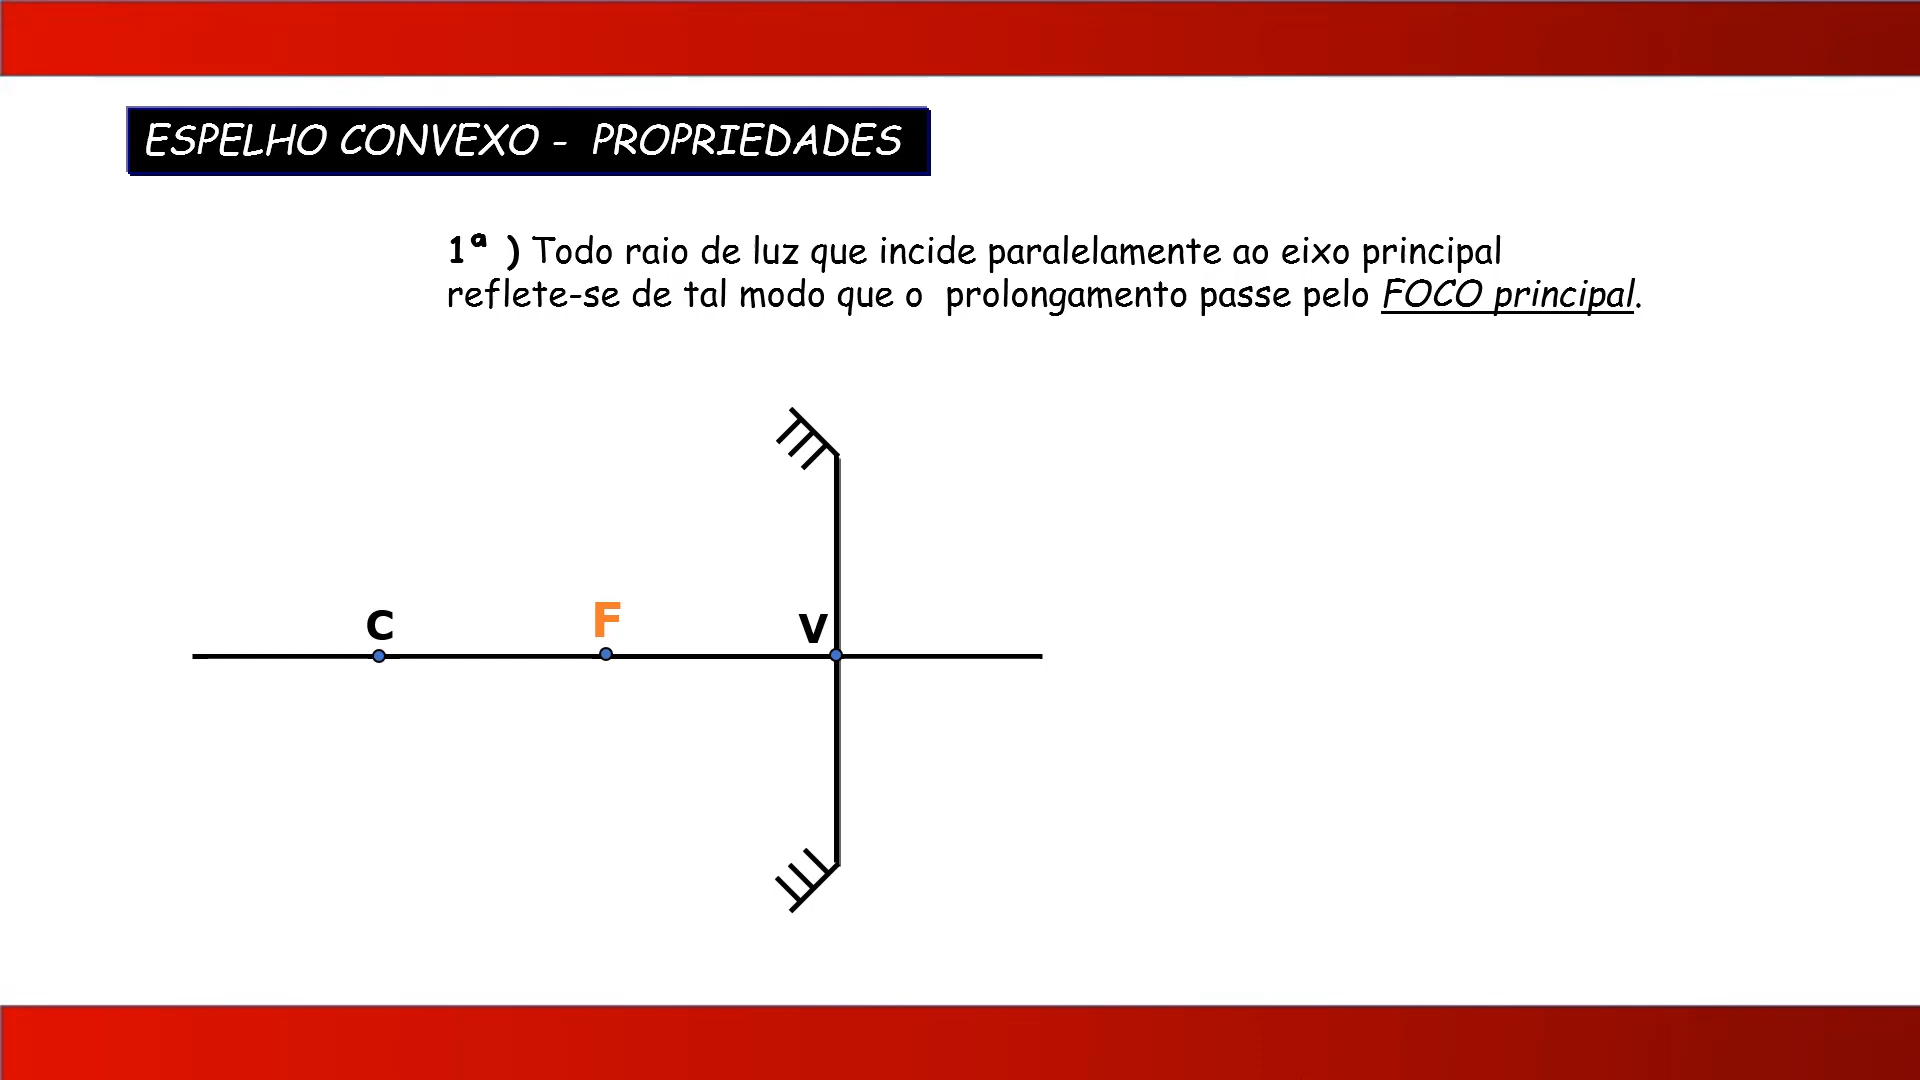 ESPELHO CONVEXO - PROPRIEDADES
1ª ) Todo raio de luz que incide paralelamente ao eixo principal
reflete-se de tal modo que o prolongamento passe pelo FOCO principal.
C F V